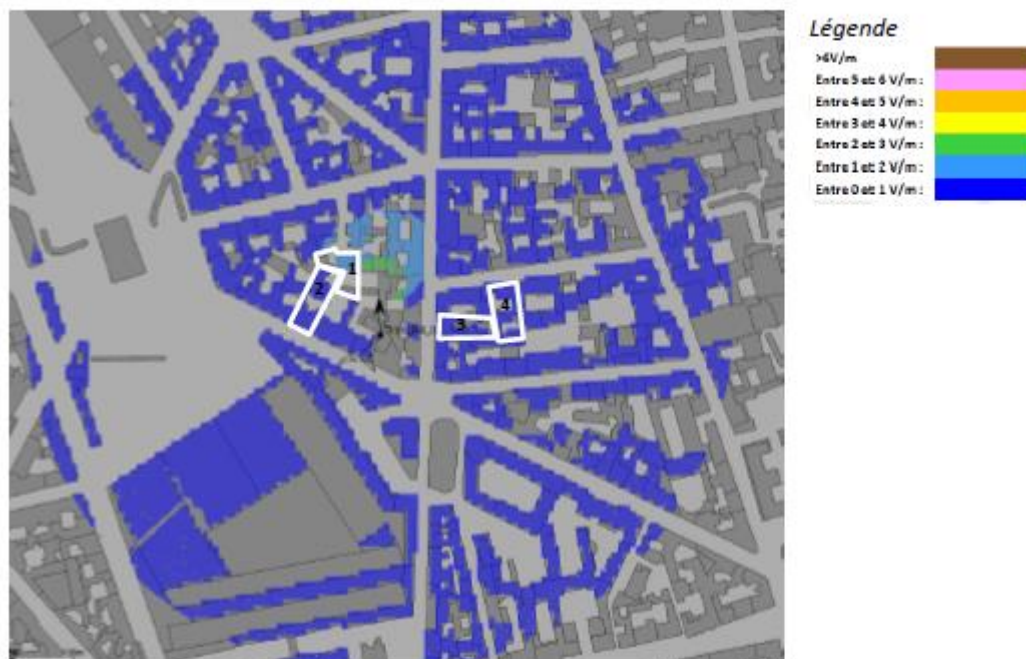 Légende
>6V/m
Entre 5 et 6 V/m :
Entre 4 et 5 V/m :
Entre 3 et 4 V/m :
Entre 2 et 3 V/m :
Entre 1 et 2 V/m :
Entre 0 et 1 V/m :
1
2
3
4